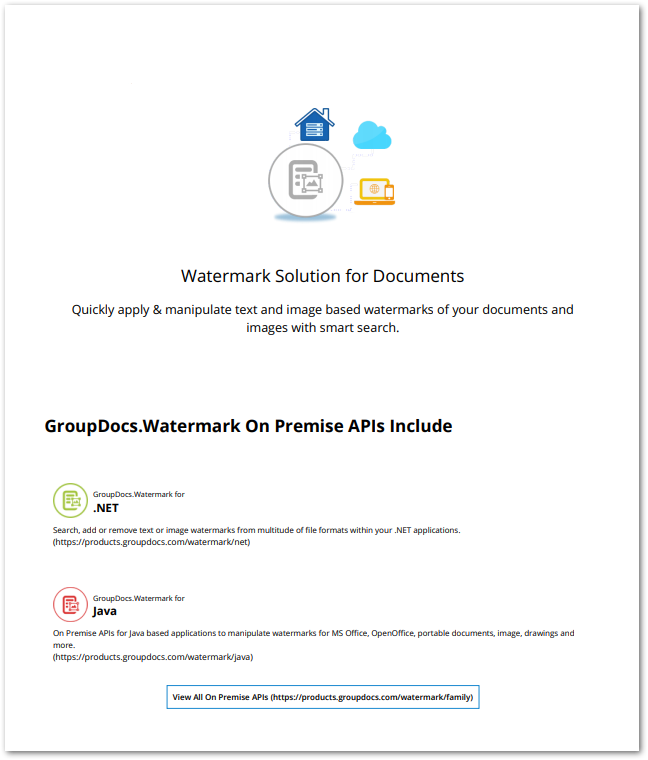 Watermark Solution for Documents
Quickly apply & manipulate text and image based watermarks of your documents and
images with smart search.
GroupDocs.Watermark On Premise APIs Include
GroupDocs.Watermark for
.NET
Search, add or remove text or image watermarks from multitude of file formats within your .NET applications.
(https://products.groupdocs.com/watermark/net)
GroupDocs.Watermark for
Java
On Premise APIs for Java based applications to manipulate watermarks for MS Office, OpenOffice, portable documents, image, drawings and
more.
(https://products.groupdocs.com/watermark/java)
View All On Premise APIs (https://products.groupdocs.com/watermark/family)